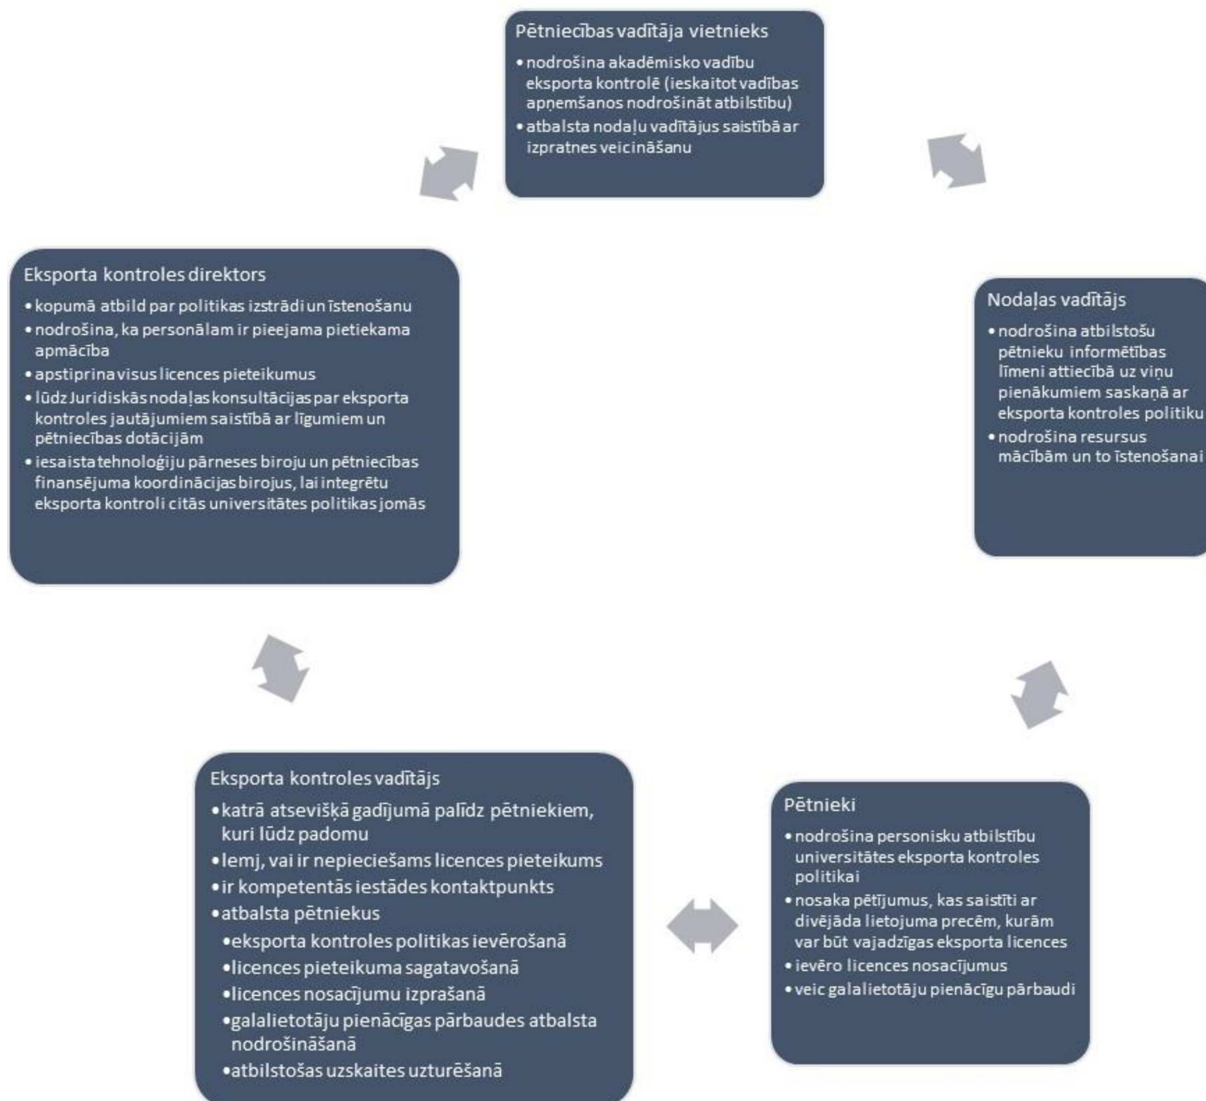 Pētniecības vadītāja vietnieks
•nodrošina akadēmisko vadību
eksporta kontrolē (ieskaitot vadības
apņemšanos nodrošināt atbilstību)
•atbalsta nodaļu vadītājus saistībā ar
izpratnes veicināšanu
Eksporta kontroles direktors
•kopumā atbild par politikas izstrādi un īstenošanu
•nodrošina, ka personālam ir pieejama pietiekama
apmācība
•apstiprina visus licences pieteikumus
•lūdz Juridiskās nodaļas konsultācijas par eksporta
kontroles jautājumiem saistībā ar līgumiem un
pētniecības dotācijām
•iesaista tehnoloģiju pārneses biroju un pētniecības
finansējuma koordinācijas birojus, lai integrētu
eksporta kontroli citās universitātes politikas jomās
Nodaļas vadītājs
•nodrošina atbilstošu
pētnieku informētības
līmeni attiecībā uz viņu
pienākumiem saskaņā ar
eksporta kontroles politiku
•nodrošina resursus
mācībām un to īstenošanai
Eksporta kontroles vadītājs
•katrā atsevišķā gadījumā palīdz pētniekiem,
kuri lūdz padomu
•lemj, vai ir nepieciešams licences pieteikums
•ir kompetentās iestādes kontaktpunkts
•atbalsta pētniekus
•eksporta kontroles politikas ievērošanā
•licences pieteikuma sagatavošanā
•licences nosacījumu izprašanā
•galalietotāju pienācīgas pārbaudes atbalsta
nodrošināšanā
•atbilstošas uzskaites uzturēšanā
Pētnieki
•nodrošina personisku atbilstību
universitātes eksporta kontroles
politikai
•nosaka pētījumus, kas saistīti ar
divējāda lietojuma precēm, kurām
var būt vajadzīgas eksporta licences
•ievēro licences nosacījumus
•veic galalietotāju pienācīgu pārbaudi